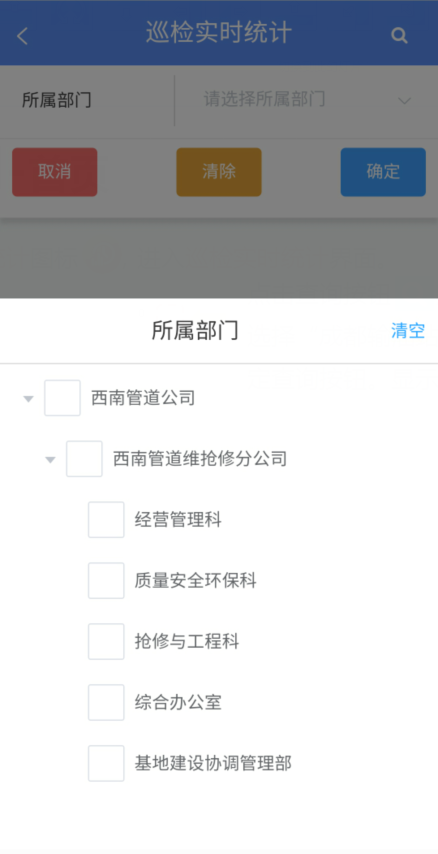 巡检实时统计
所属部门 请选择所属部门
取消 清除 确定
所属部门 清空
西南管道公司
西南管道维抢修分公司
经营管理科
质量安全环保科
抢修与工程科
综合办公室
基地建设协调管理部